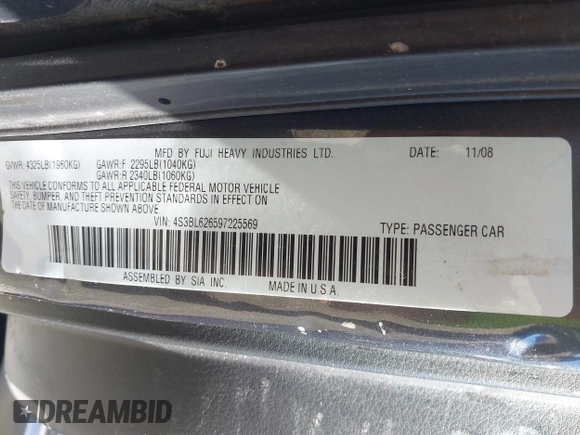 MFD BY FUJI HEAVY INDUSTRIES LTD. DATE: 11/08
GVWR: 4325LB(1960KG) GAWR:F 2295LB(1040KG)
GAWR:R 2340LB(1060KG)
THIS VEHICLE CONFORMS TO ALL APPLICABLE FEDERAL MOTOR VEHICLE
SAFETY, BUMPER, AND THEFT PREVENTION STANDARDS IN EFFECT ON
THE DATE OF MANUFACTURE SHOWN ABOVE.
VIN: 4S3BL626597225569 TYPE: PASSENGER CAR
ASSEMBLED BY SIA INC. MADE IN U.S.A.
DREAMBID